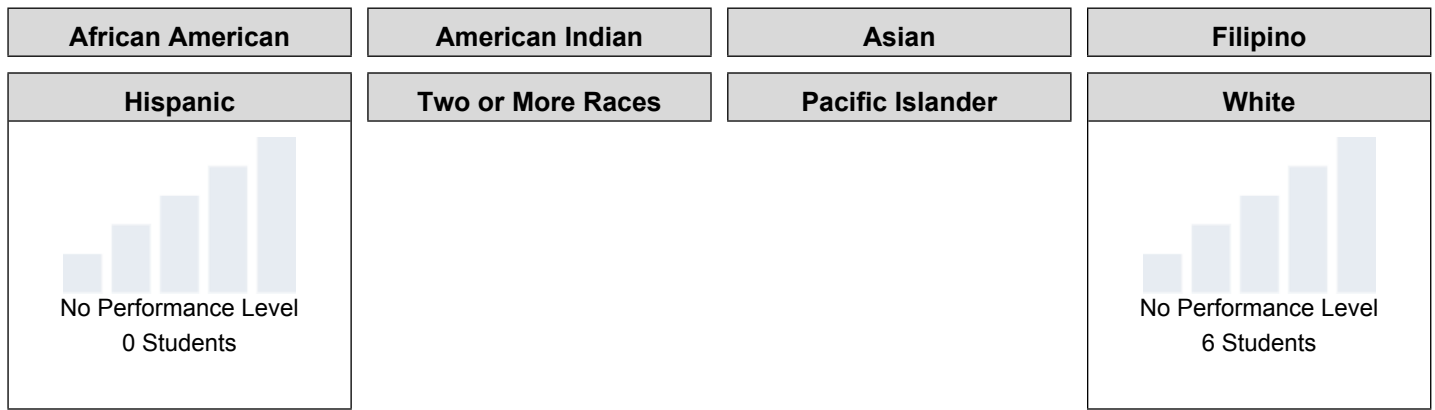 African American
American Indian
Asian
Filipino
Hispanic
Two or More Races
Pacific Islander
White
No Performance Level
0 Students
No Performance Level
6 Students